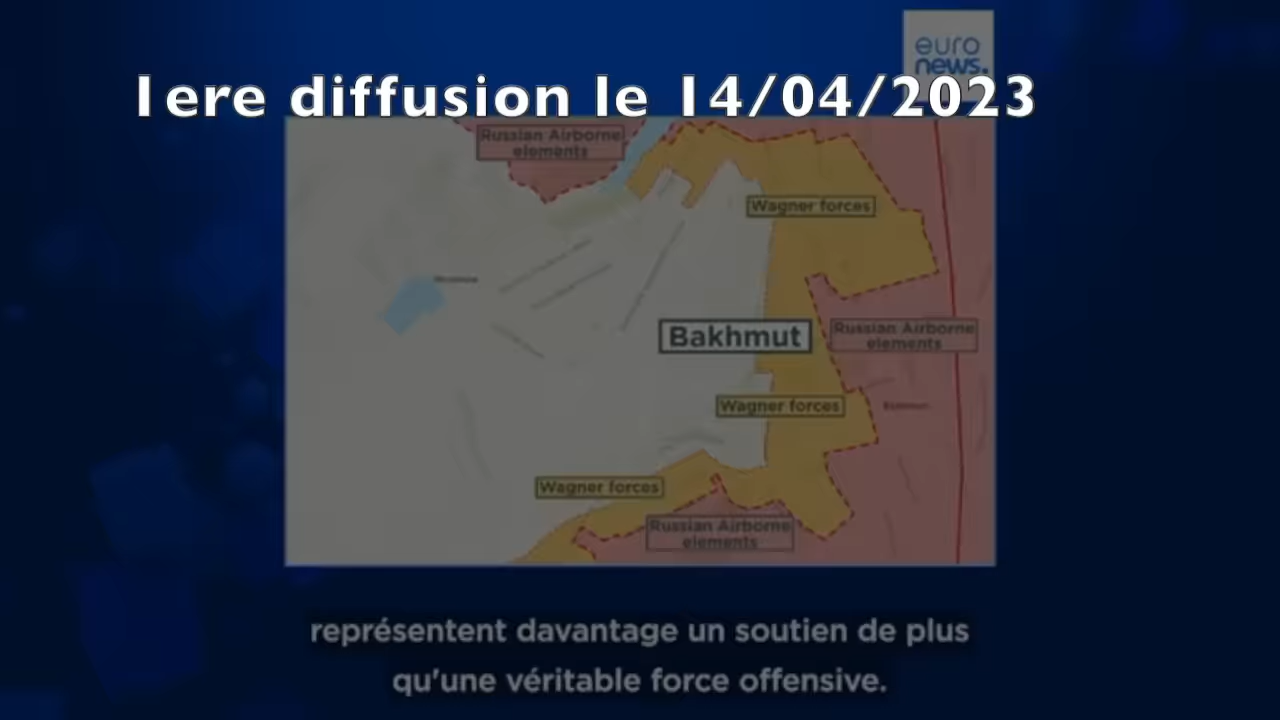 euro
news.
1ere diffusion le 14/04/2023
Russian Airborne
elements
Wagner forces
Bakhmut
Russian Airborne
elements
Wagner forces
Wagner forces
Russian Airborne
elements
représentent davantage un soutien de plus
qu'une véritable force offensive.